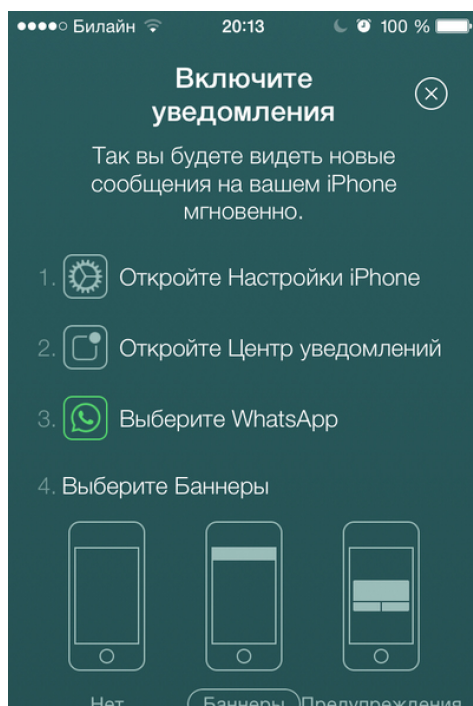 Билайн 20:13 100 %
Включите
уведомления
Так вы будете видеть новые
сообщения на вашем iPhone
мгновенно.
1. Откройте Настройки iPhone
2. Откройте Центр уведомлений
3. Выберите WhatsApp
4. Выберите Баннеры
Нет Баннеры Предупреждения